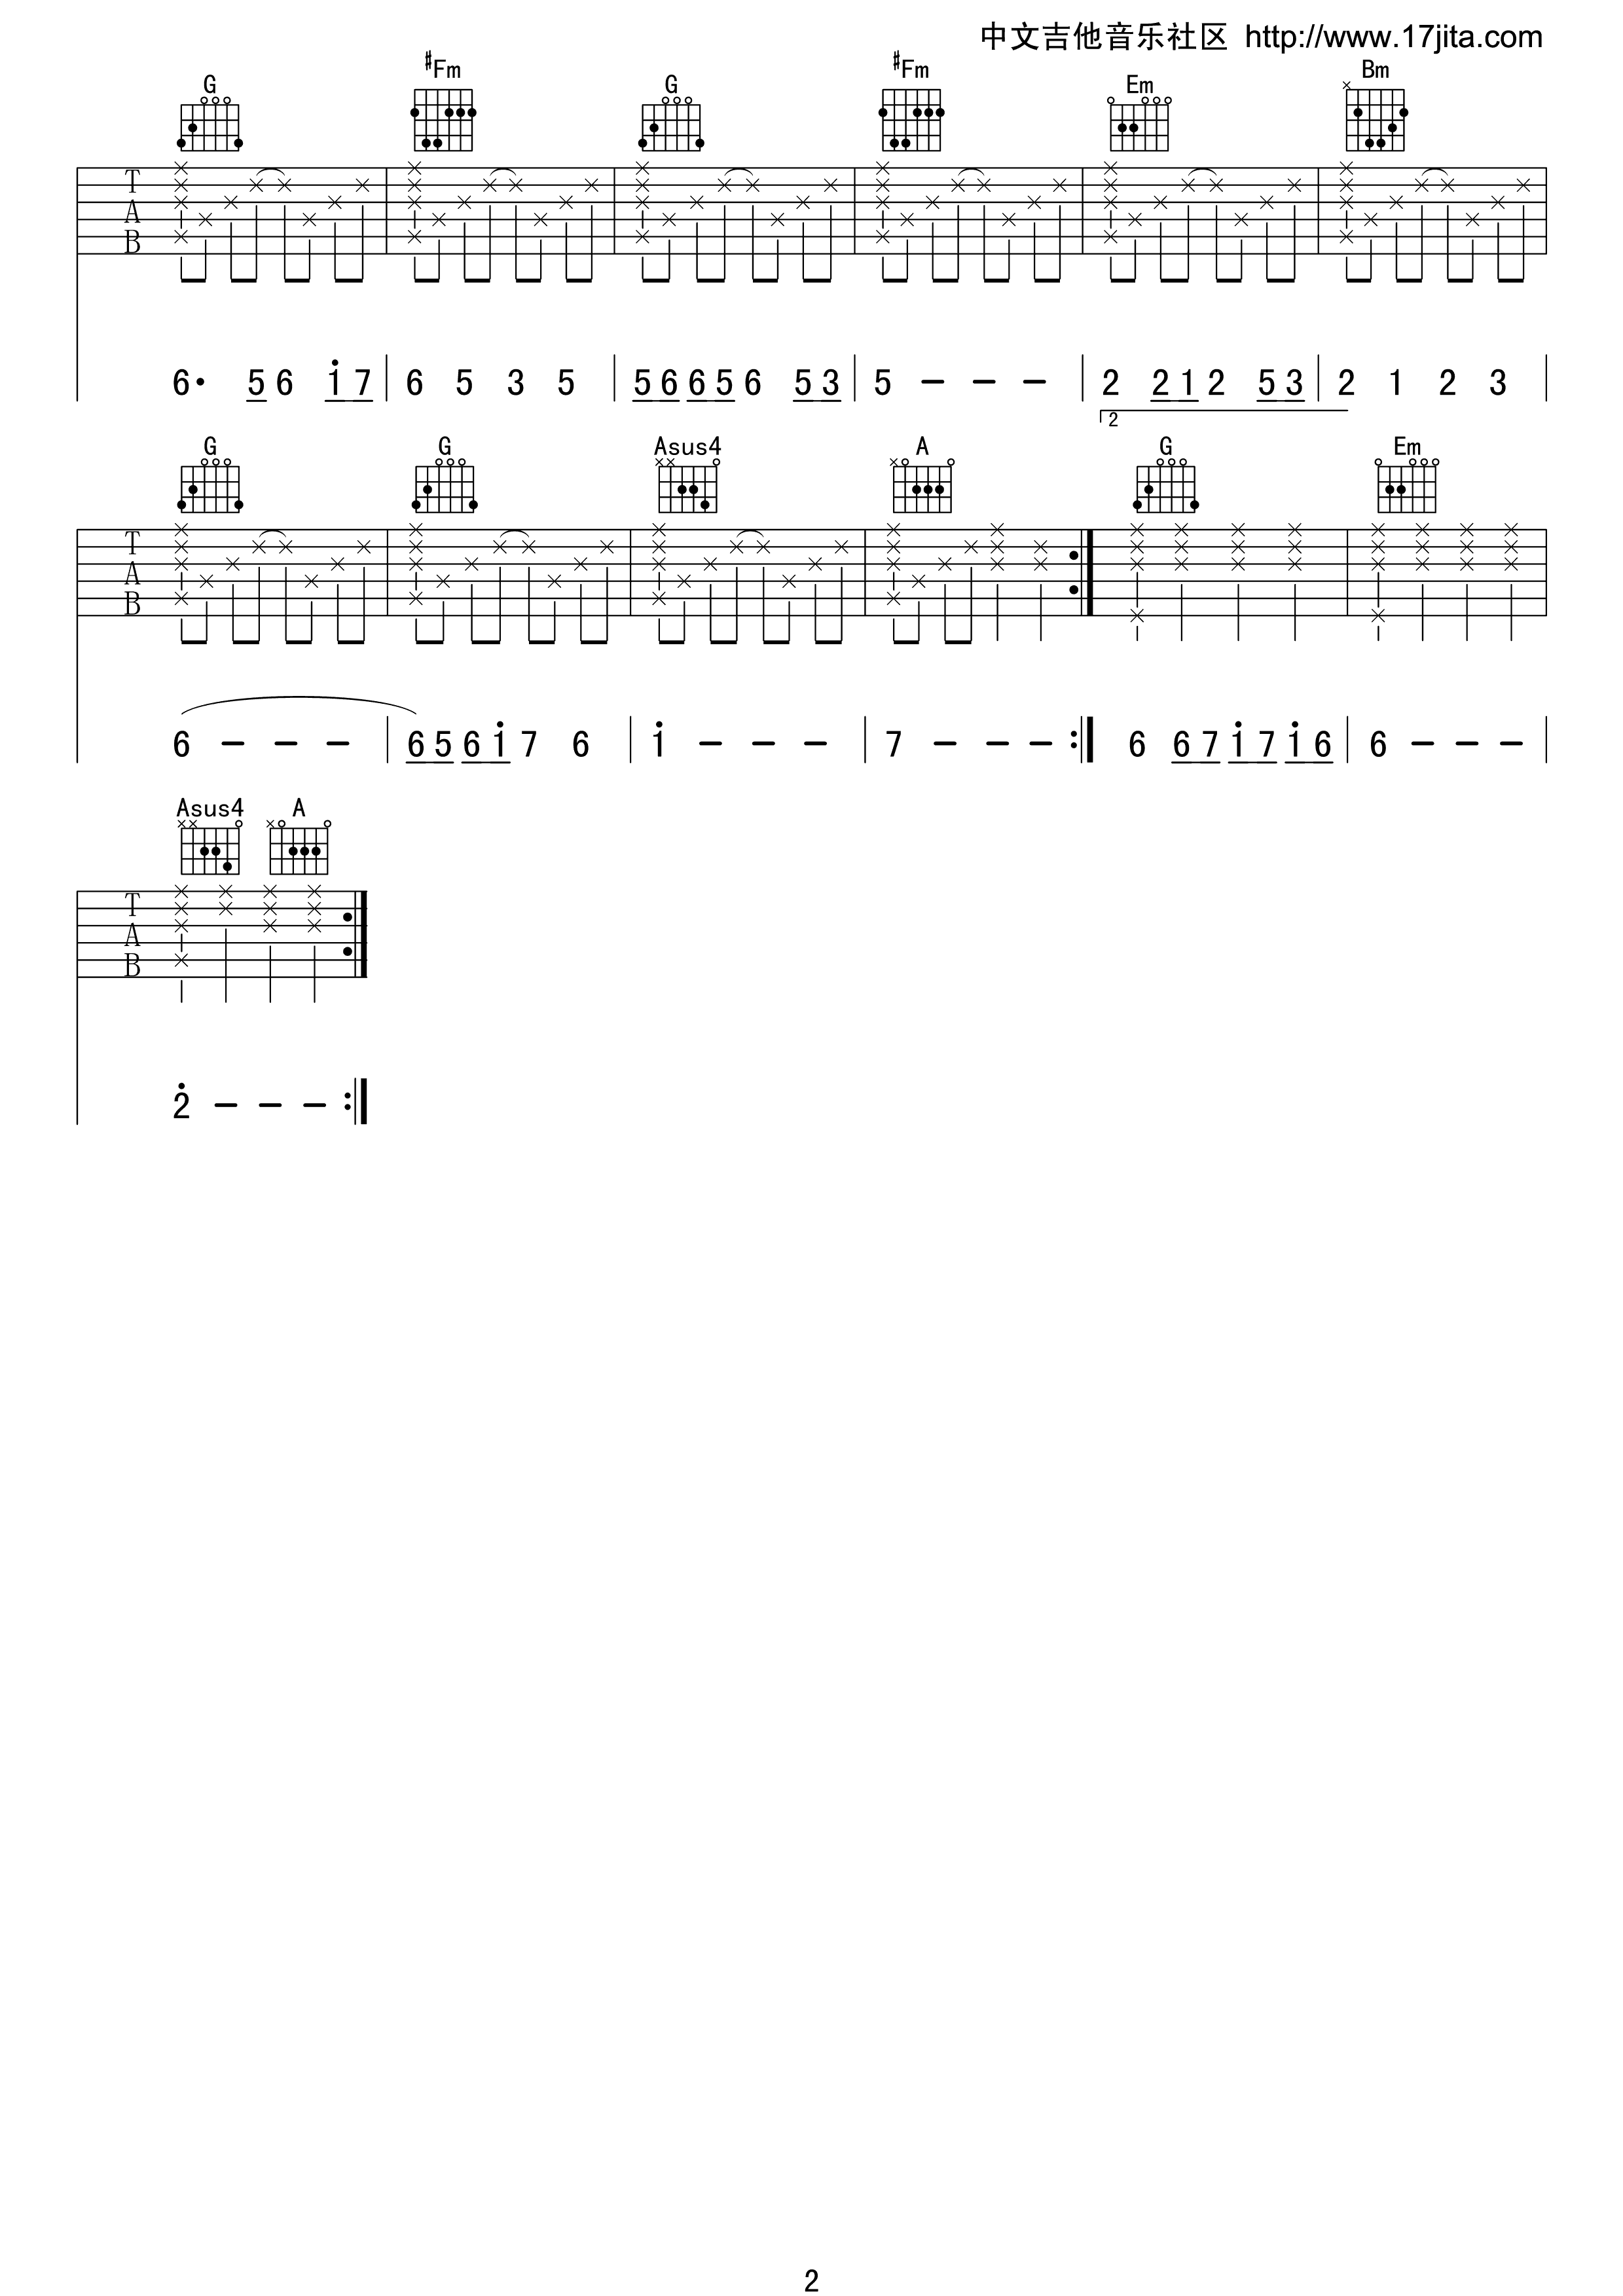 中文吉他音乐社区 http://www.17jita.com
G #Fm G #Fm Em Bm
T
A
B
6· 5 6 i 7 | 6 5 3 5 | 5 6 6 5 6 5 3 | 5 - - - | 2 2 1 2 5 3 | 2 1 2 3 |
2
G G Asus4 A G Em
T
A
B
6 - - - | 6 5 6 i 7 6 | i - - - | 7 - - - :| 6 6 7 i 7 i 6 | 6 - - - |
Asus4 A
T
A
B
2̇ - - - :|
2